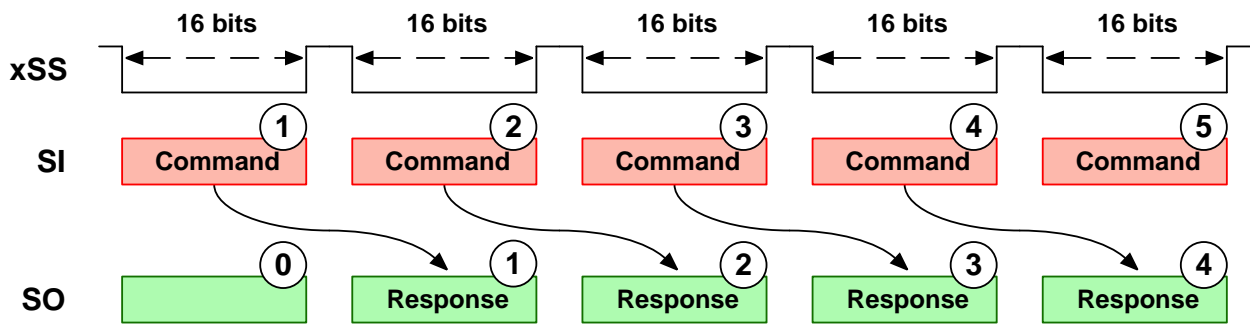 16 bits 16 bits 16 bits 16 bits 16 bits
xSS
1 2 3 4 5
SI Command Command Command Command Command
0 1 2 3 4
SO Response Response Response Response